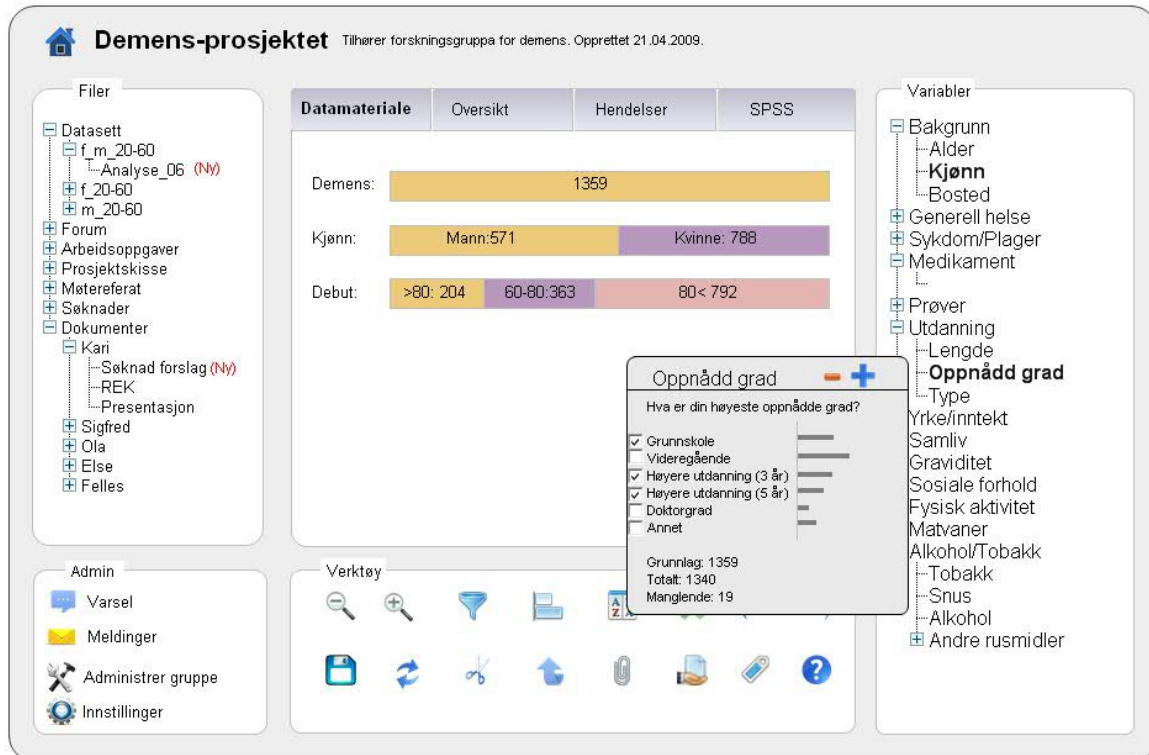 Demens-prosjektet Tilhører forskningsgruppa for demens. Opprettet 21.04.2009.
Filer
Datasett
f_m_20-60
Analyse_06 (Ny)
f_20-60
m_20-60
Forum
Arbeidsoppgaver
Prosjektskisse
Møtereferat
Søknader
Dokumenter
Kari
Søknad forslag (Ny)
REK
Presentasjon
Sigfred
Ola
Else
Felles
Admin
Varsel
Meldinger
Administrer gruppe
Innstillinger
Datamateriale Oversikt Hendelser SPSS
Demens: 1359
Kjønn: Mann:571 Kvinne: 788
Debut: >80: 204 60-80:363 80< 792
Oppnådd grad
Hva er din høyeste oppnådde grad?
Grunnskole
Videregående
Høyere utdanning (3 år)
Høyere utdanning (5 år)
Doktorgrad
Annet
Grunnlag: 1359
Totalt: 1340
Manglende: 19
Verktøy
Variabler
Bakgrunn
Alder
Kjønn
Bosted
Generell helse
Sykdom/Plager
Medikament
Prøver
Utdanning
Lengde
Oppnådd grad
Type
Yrke/inntekt
Samliv
Graviditet
Sosiale forhold
Fysisk aktivitet
Matvaner
Alkohol/Tobakk
Tobakk
Snus
Alkohol
Andre rusmidler